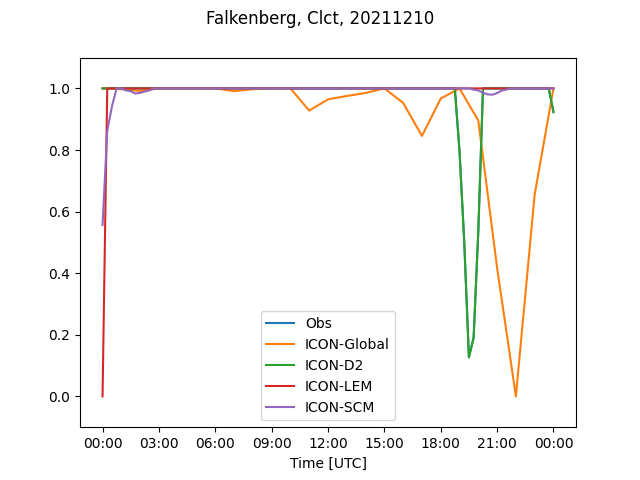 Falkenberg, Clct, 20211210
1.0
0.8
0.6
0.4
0.2
0.0
Obs
ICON-Global
ICON-D2
ICON-LEM
ICON-SCM
00:00 03:00 06:00 09:00 12:00 15:00 18:00 21:00 00:00
Time [UTC]